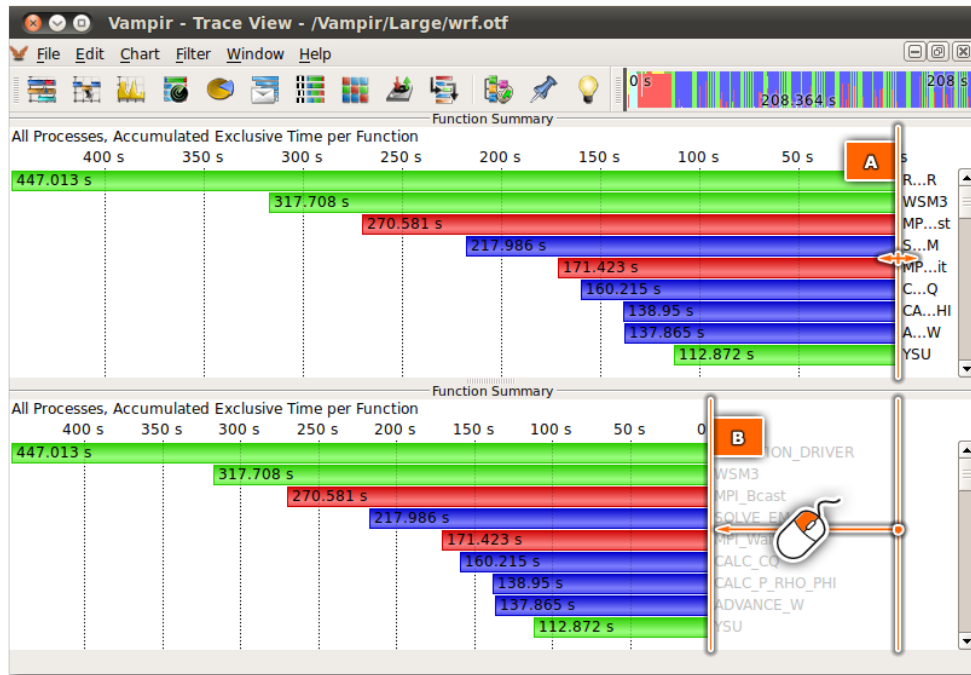 Vampir - Trace View - /Vampir/Large/wrf.otf
File Edit Chart Filter Window Help
0 s 208 s
208.364 s
Function Summary
All Processes, Accumulated Exclusive Time per Function
400 s 350 s 300 s 250 s 200 s 150 s 100 s 50 s A s
447.013 s R...R
317.708 s WSM3
270.581 s MP...st
217.986 s S...M
171.423 s MP...it
160.215 s C...Q
138.95 s CA...HI
137.865 s A...W
112.872 s YSU
Function Summary
All Processes, Accumulated Exclusive Time per Function
400 s 350 s 300 s 250 s 200 s 150 s 100 s 50 s 0 B
447.013 s ION_DRIVER
317.708 s WSM3
270.581 s MPI_Bcast
217.986 s SOLVE_EM
171.423 s MPI_Wa
160.215 s CALC_CQ
138.95 s CALC_P_RHO_PHI
137.865 s ADVANCE_W
112.872 s YSU